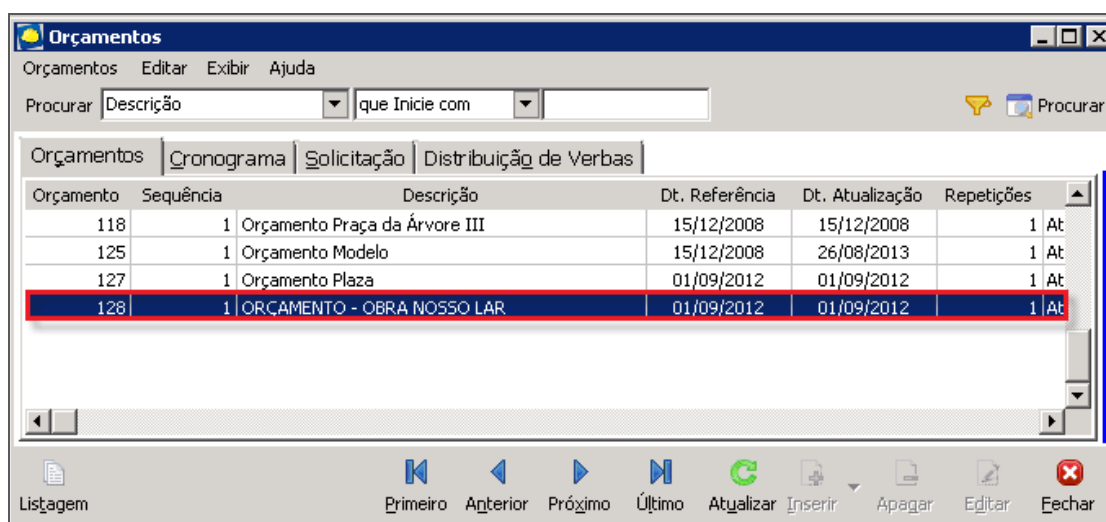 Orçamentos
Orçamentos Editar Exibir Ajuda
Procurar Descrição que Inicie com Procurar
Orçamentos Cronograma Solicitação Distribuição de Verbas
Orçamento Sequência Descrição Dt. Referência Dt. Atualização Repetições
118 1 Orçamento Praça da Árvore III 15/12/2008 15/12/2008 1 At
125 1 Orçamento Modelo 15/12/2008 26/08/2013 1 At
127 1 Orçamento Plaza 01/09/2012 01/09/2012 1 At
128 1 ORÇAMENTO - OBRA NOSSO LAR 01/09/2012 01/09/2012 1 At
Listagem Primeiro Anterior Próximo Último Atualizar Inserir Apagar Editar Fechar